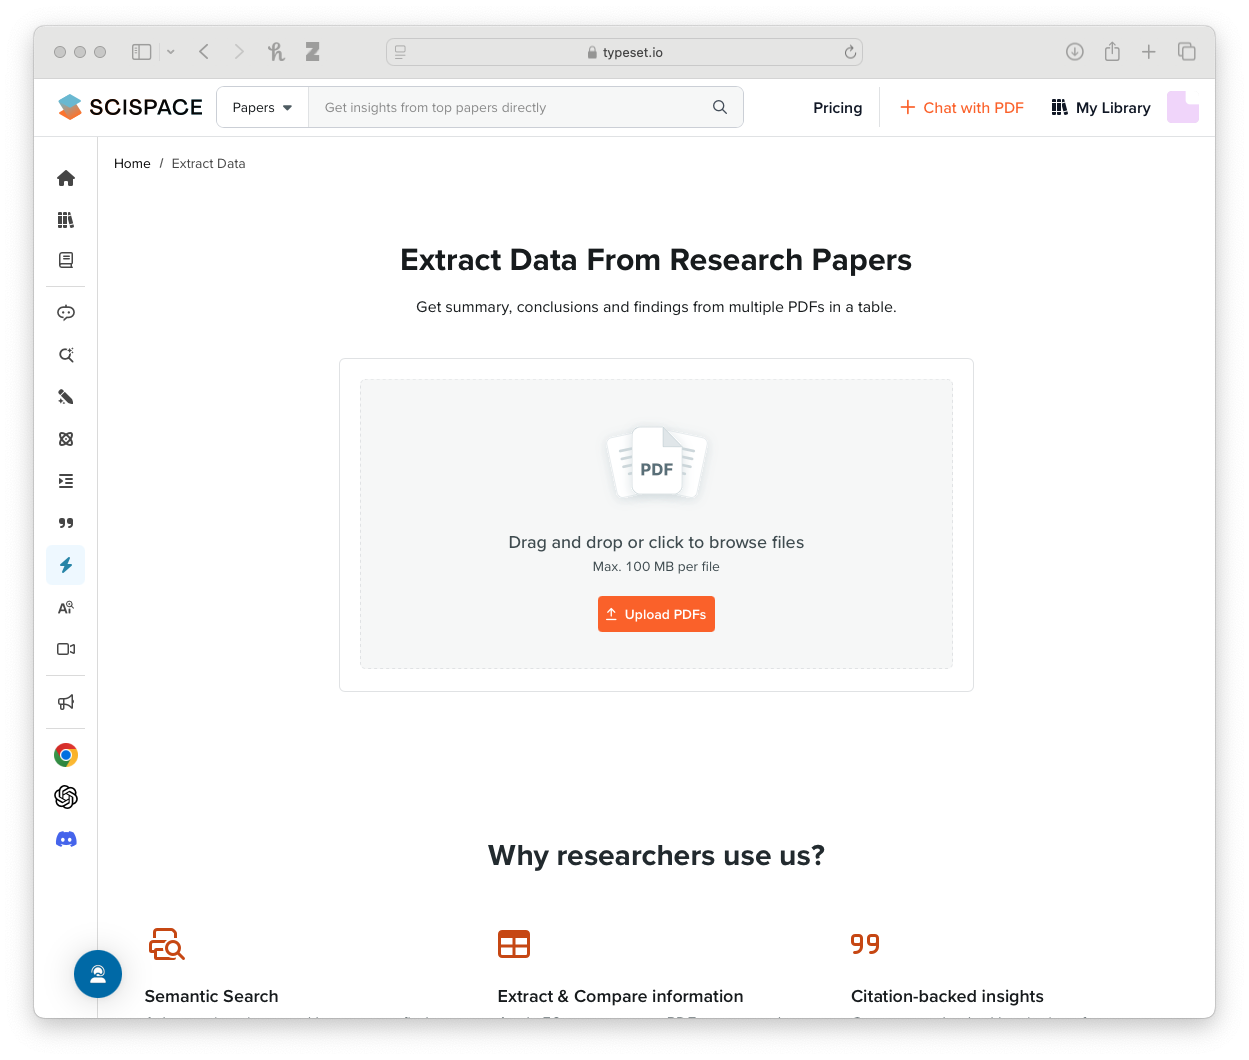 typeset.io
SCISPACE
Papers
Get insights from top papers directly
Pricing
Chat with PDF
My Library
Home / Extract Data
Extract Data From Research Papers
Get summary, conclusions and findings from multiple PDFs in a table.
PDF
Drag and drop or click to browse files
Max. 100 MB per file
Upload PDFs
Why researchers use us?
Semantic Search
Extract & Compare information
Citation-backed insights